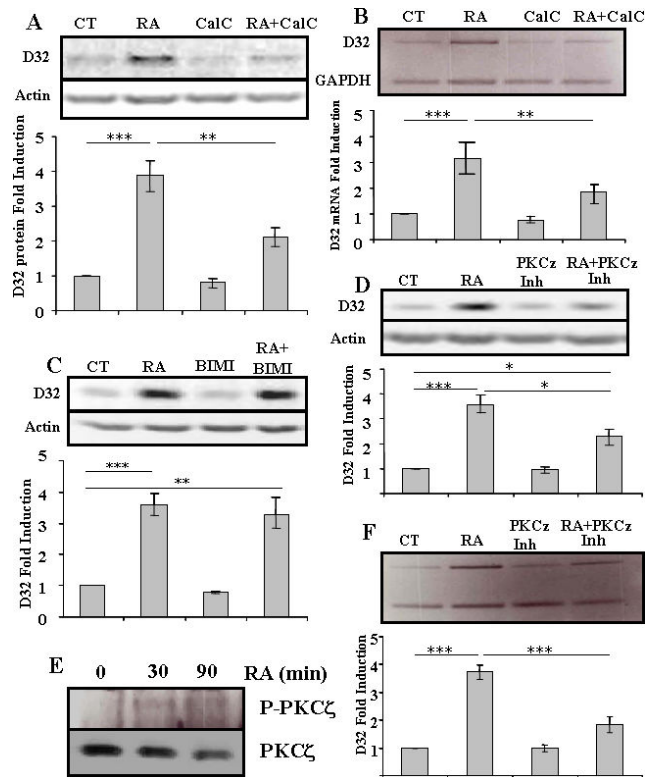 A
CT RA CalC RA+CalC
D32
Actin
D32 protein Fold Induction
5
4
3
2
1
0
*** **
B
CT RA CalC RA+CalC
D32
GAPDH
D32 mRNA Fold Induction
5
4
3
2
1
0
*** **
C
CT RA BIMI RA+
BIMI
D32
Actin
D32 Fold Induction
5
4
3
2
1
0
***
**
D
CT RA PKCz RA+PKCz
Inh Inh
D32
Actin
D32 Fold Induction
5
4
3
2
1
0
*
*** *
E
0 30 90 RA (min)
P-PKCζ
PKCζ
F
CT RA PKCz RA+PKCz
Inh Inh
D32 Fold Induction
5
4
3
2
1
0
*** ***